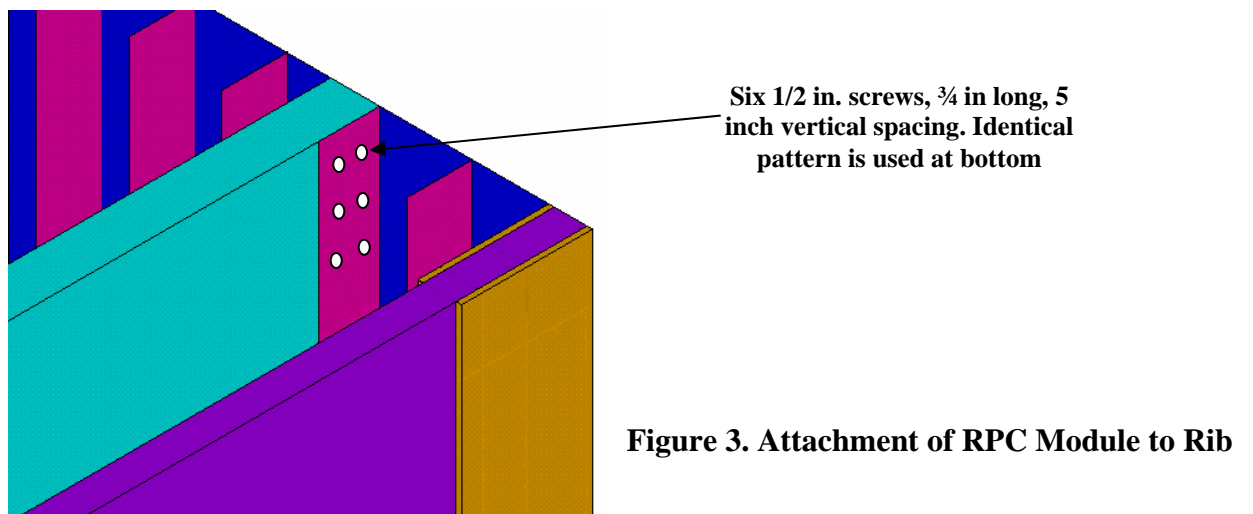 Six 1/2 in. screws, ¾ in long, 5
inch vertical spacing. Identical
pattern is used at bottom
Figure 3. Attachment of RPC Module to Rib